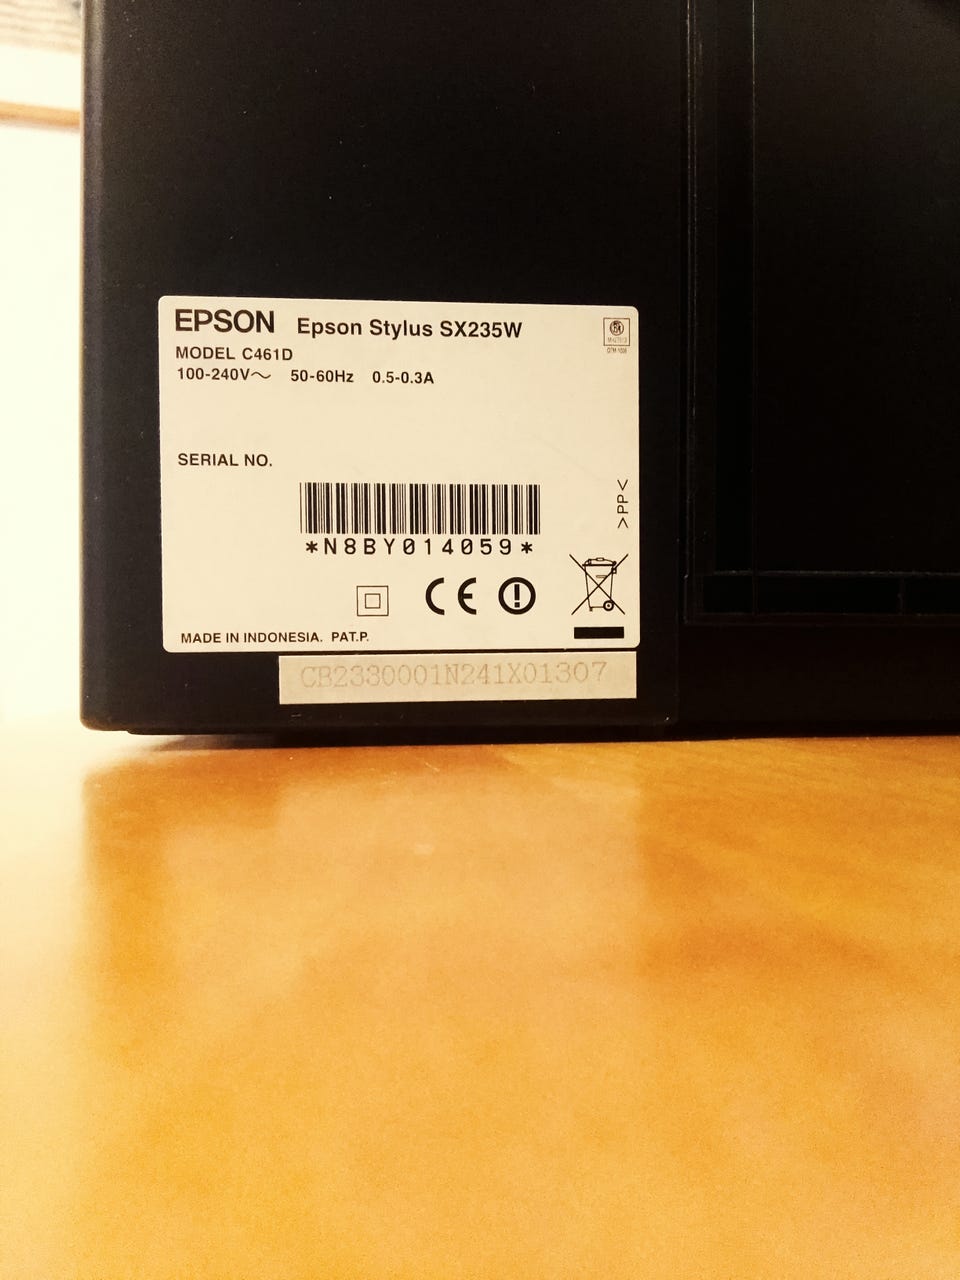 EPSON Epson Stylus SX235W
MODEL C461D
100-240V～ 50-60Hz 0.5-0.3A
SERIAL NO.
*N8BY014059*
>PP<
CE
MADE IN INDONESIA. PAT.P.
CB2330001N241X01307